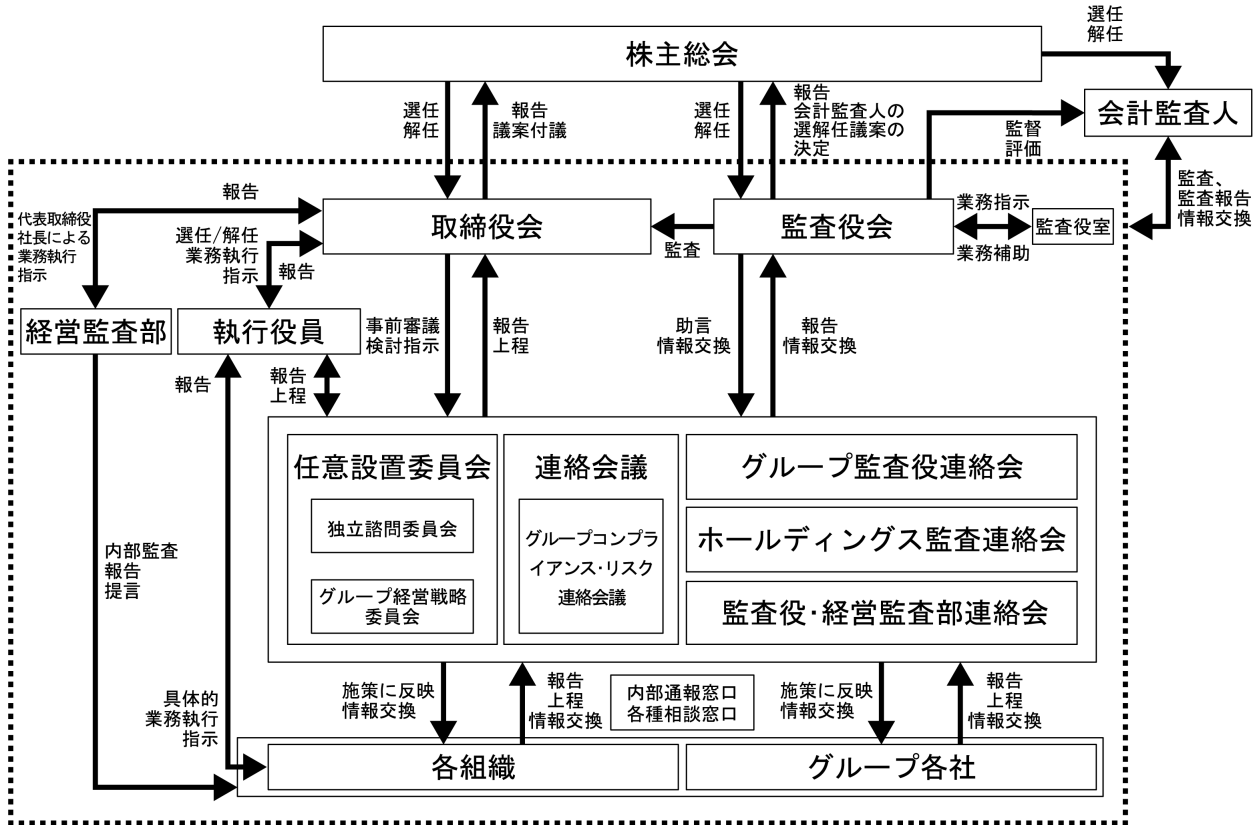 株主総会
選任
解任
会計監査人
選任
解任
報告
議案付議
選任
解任
報告
会計監査人の
選解任議案の
決定
監督
評価
監査、
監査報告
情報交換
報告
代表取締役
社長による
業務執行
指示
選任/解任
業務執行
指示
報告
取締役会
監査
監査役会
業務指示
業務補助
監査役室
経営監査部
執行役員
事前審議
検討指示
報告
上程
助言
情報交換
報告
情報交換
報告
報告
上程
任意設置委員会
独立諮問委員会
グループ経営戦略
委員会
連絡会議
グループコンプラ
イアンス・リスク
連絡会議
グループ監査役連絡会
ホールディングス監査連絡会
監査役・経営監査部連絡会
内部監査
報告
提言
具体的
業務執行
指示
施策に反映
情報交換
報告
上程
情報交換
内部通報窓口
各種相談窓口
施策に反映
情報交換
報告
上程
情報交換
各組織
グループ各社